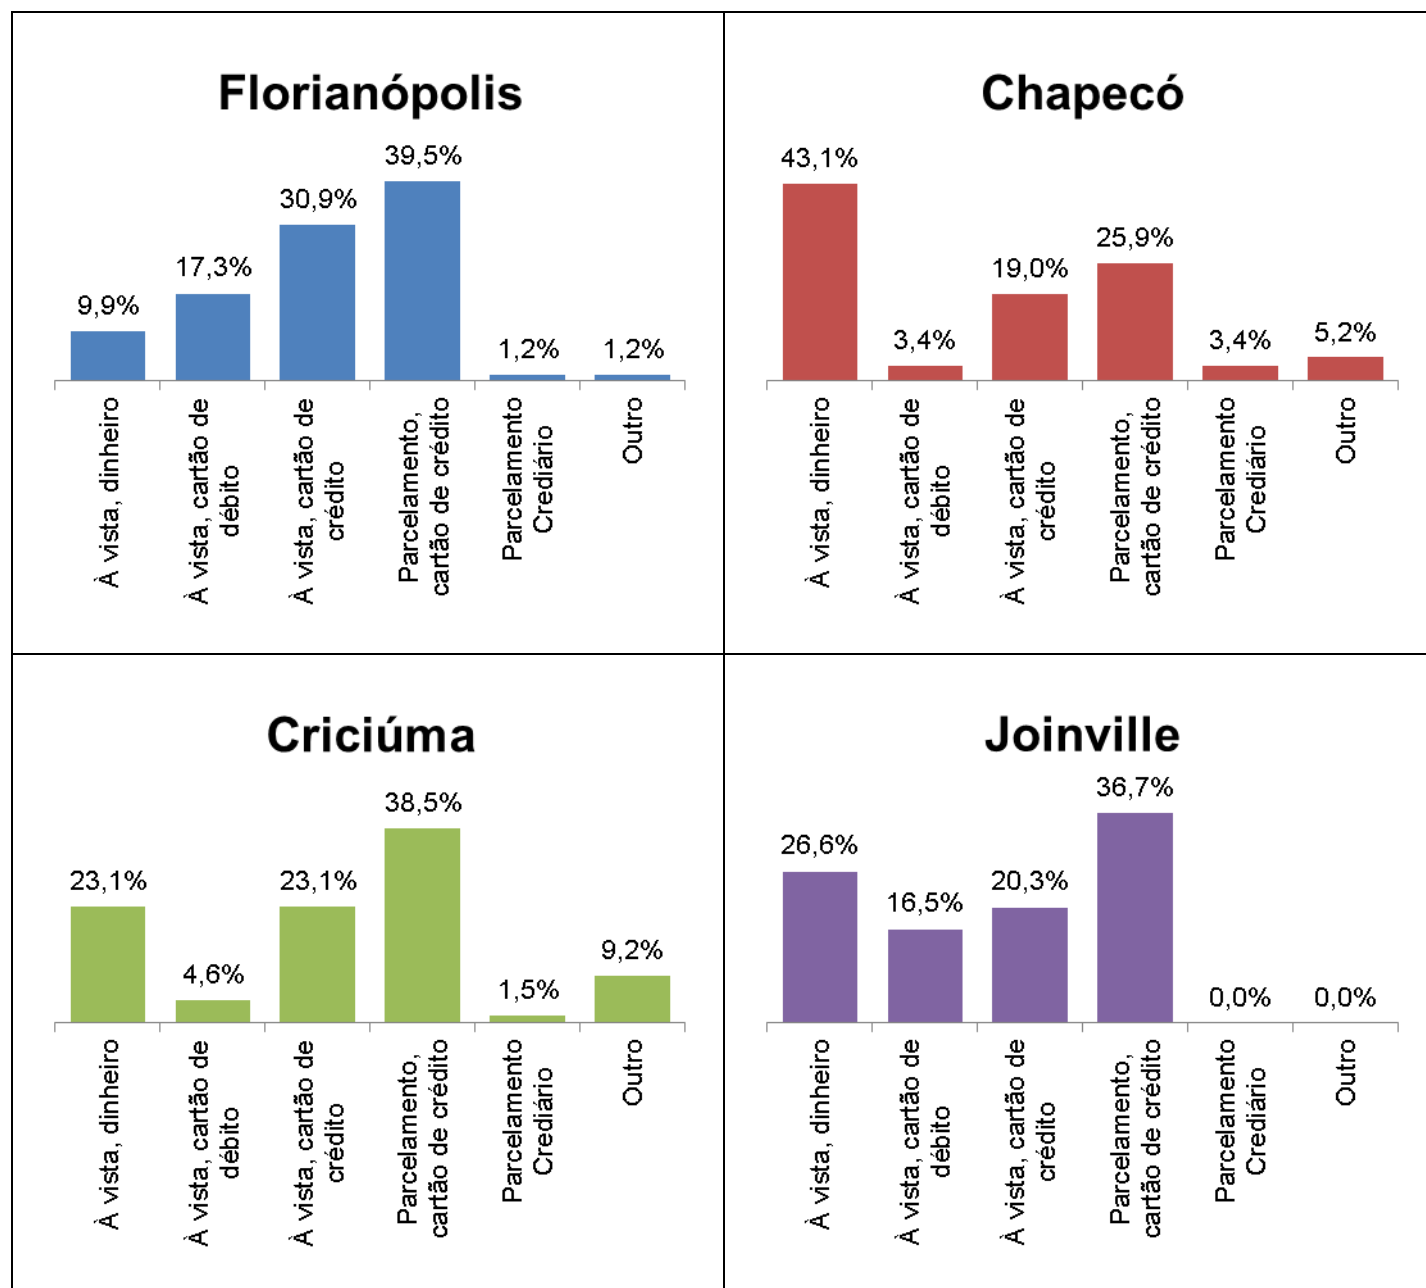 Florianópolis
39,5%
30,9%
17,3%
9,9%
1,2%
1,2%
À vista, dinheiro
À vista, cartão de
débito
À vista, cartão de
crédito
Parcelamento,
cartão de crédito
Parcelamento
Crediário
Outro
Chapecó
43,1%
3,4%
19,0%
25,9%
3,4%
5,2%
À vista, dinheiro
À vista, cartão de
débito
À vista, cartão de
crédito
Parcelamento,
cartão de crédito
Parcelamento
Crediário
Outro
Criciúma
23,1%
4,6%
23,1%
38,5%
1,5%
9,2%
À vista, dinheiro
À vista, cartão de
débito
À vista, cartão de
crédito
Parcelamento,
cartão de crédito
Parcelamento
Crediário
Outro
Joinville
26,6%
16,5%
20,3%
36,7%
0,0%
0,0%
À vista, dinheiro
À vista, cartão de
débito
À vista, cartão de
crédito
Parcelamento,
cartão de crédito
Parcelamento
Crediário
Outro